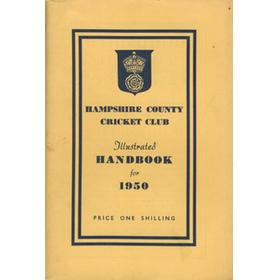 HAMPSHIRE COUNTY
CRICKET CLUB
Illustrated
HANDBOOK
for
1950
PRICE ONE SHILLING